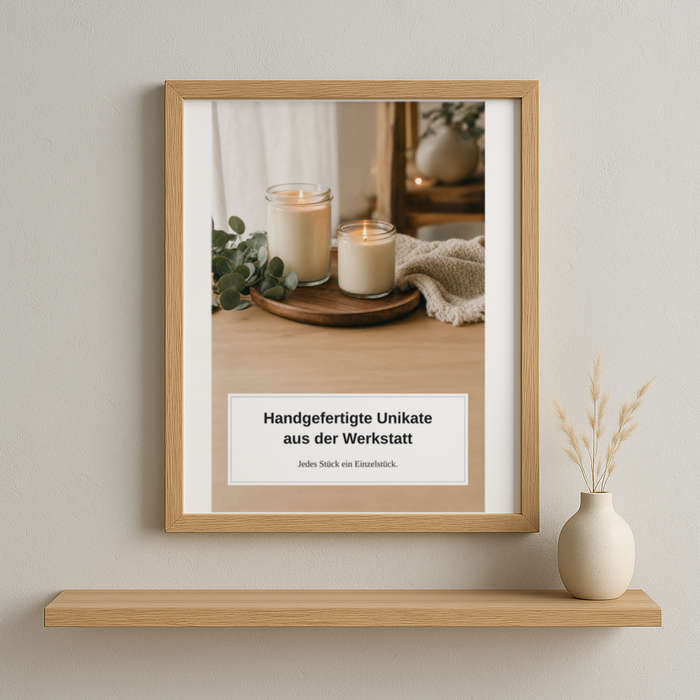 Handgefertigte Unikate
aus der Werkstatt
Jedes Stück ein Einzelstück.